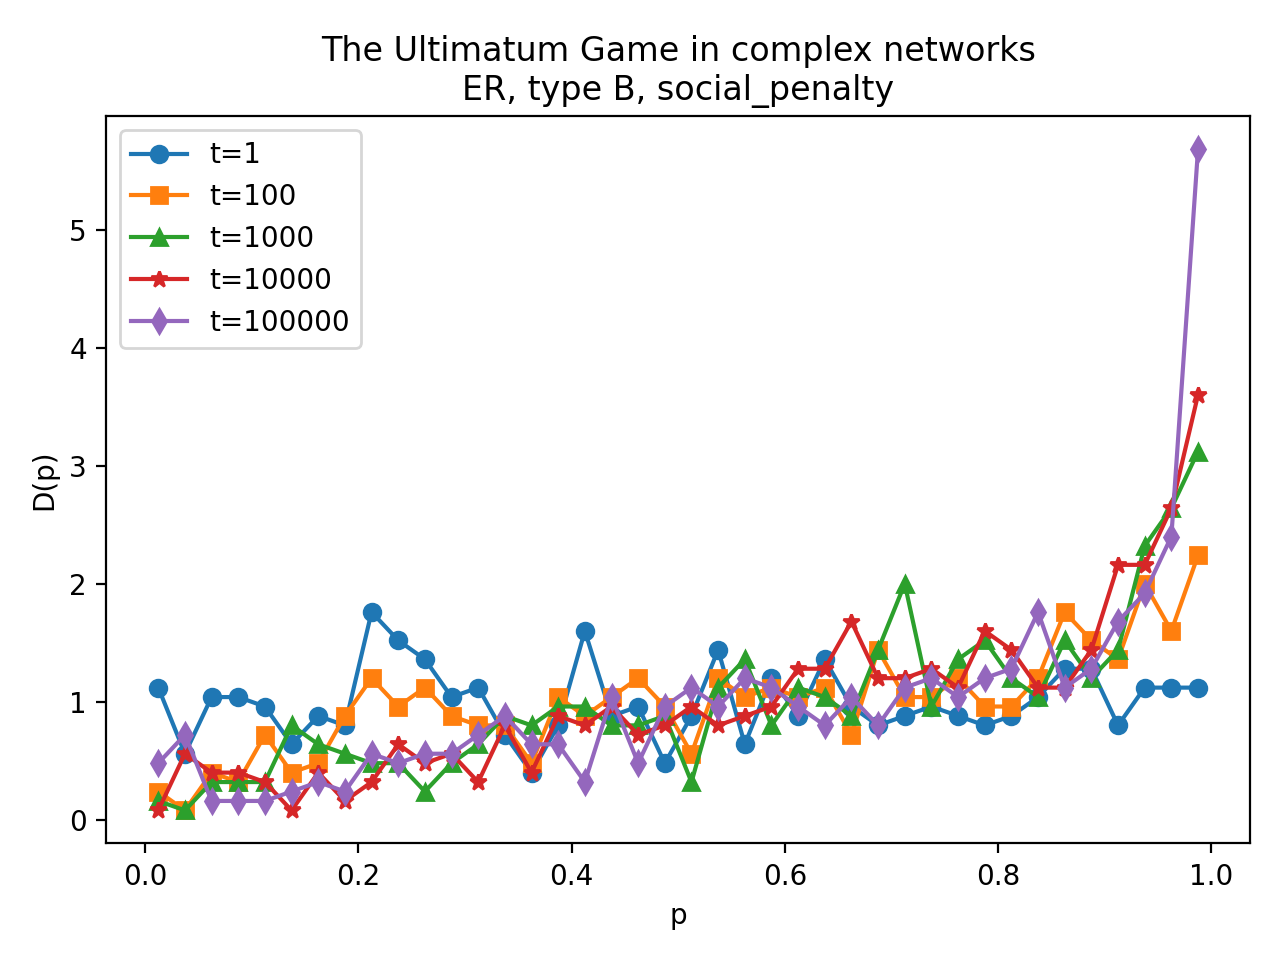 The Ultimatum Game in complex networks
ER, type B, social_penalty
t=1
t=100
t=1000
t=10000
t=100000
5
4
3
2
1
0
D(p)
0.0 0.2 0.4 0.6 0.8 1.0
p